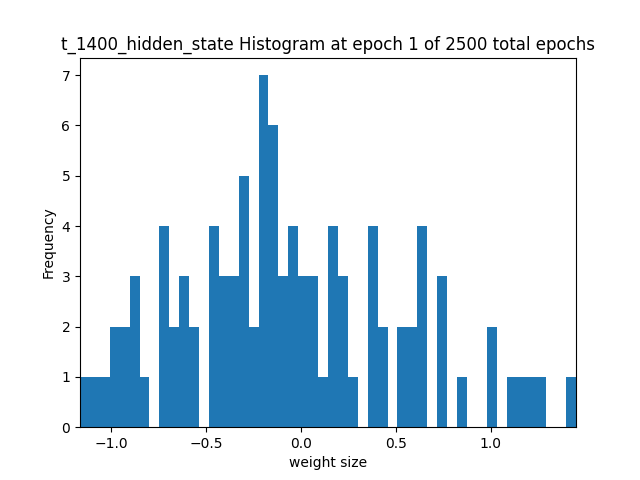 t_1400_hidden_state Histogram at epoch 1 of 2500 total epochs
7
6
5
4
3
2
1
0
Frequency
−1.0 −0.5 0.0 0.5 1.0
weight size